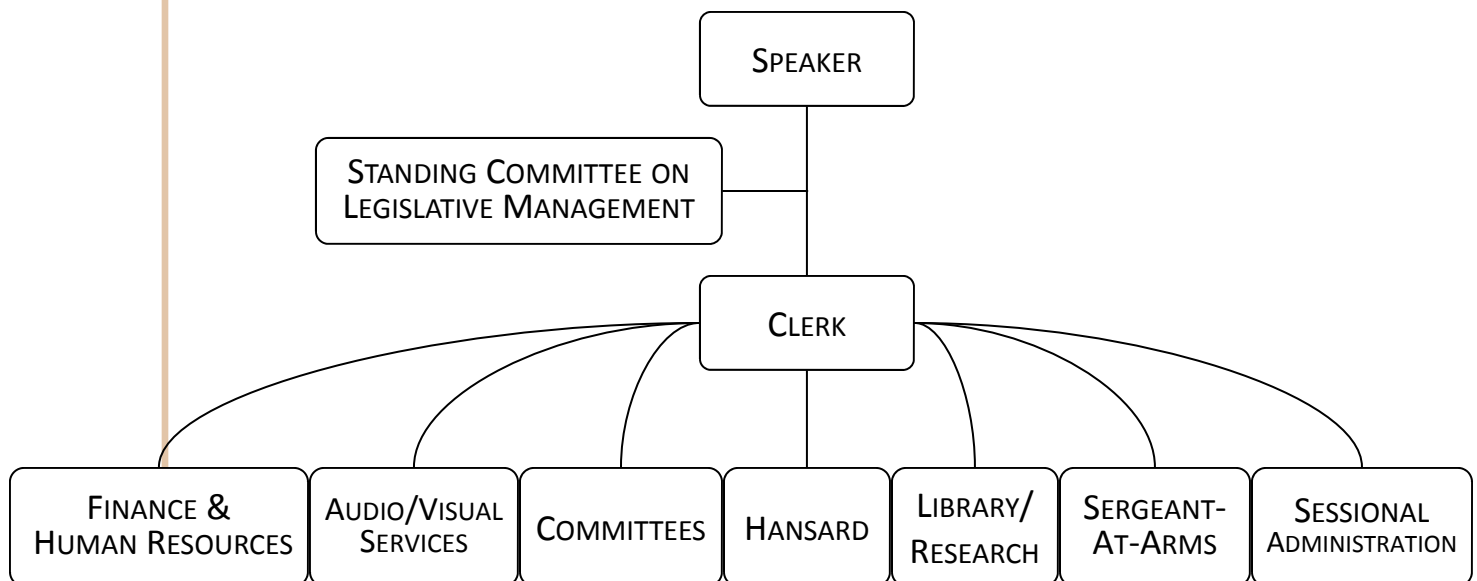 SPEAKER
STANDING COMMITTEE ON
LEGISLATIVE MANAGEMENT
CLERK
FINANCE &
HUMAN RESOURCES
AUDIO/VISUAL
SERVICES
COMMITTEES
HANSARD
LIBRARY/
RESEARCH
SERGEANT-
AT-ARMS
SESSIONAL
ADMINISTRATION